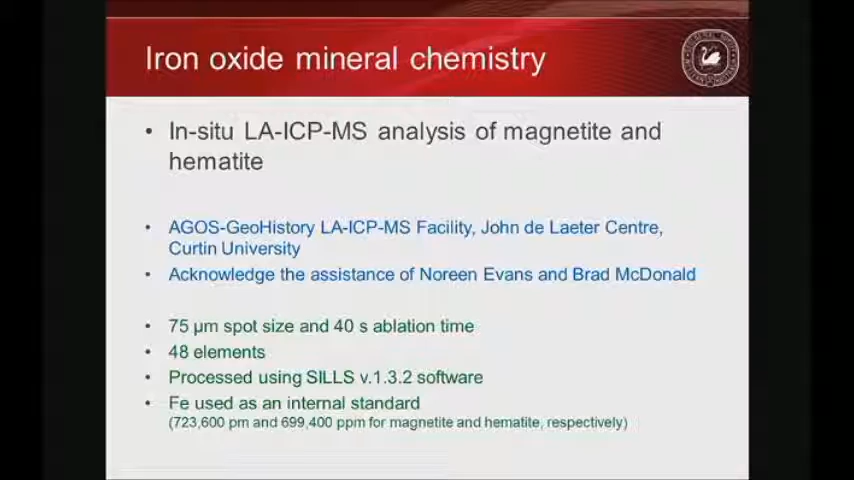 Iron oxide mineral chemistry
• In-situ LA-ICP-MS analysis of magnetite and
hematite
• AGOS-GeoHistory LA-ICP-MS Facility, John de Laeter Centre,
Curtin University
• Acknowledge the assistance of Noreen Evans and Brad McDonald
• 75 µm spot size and 40 s ablation time
• 48 elements
• Processed using SILLS v.1.3.2 software
• Fe used as an internal standard
(723,600 pm and 699,400 ppm for magnetite and hematite, respectively)